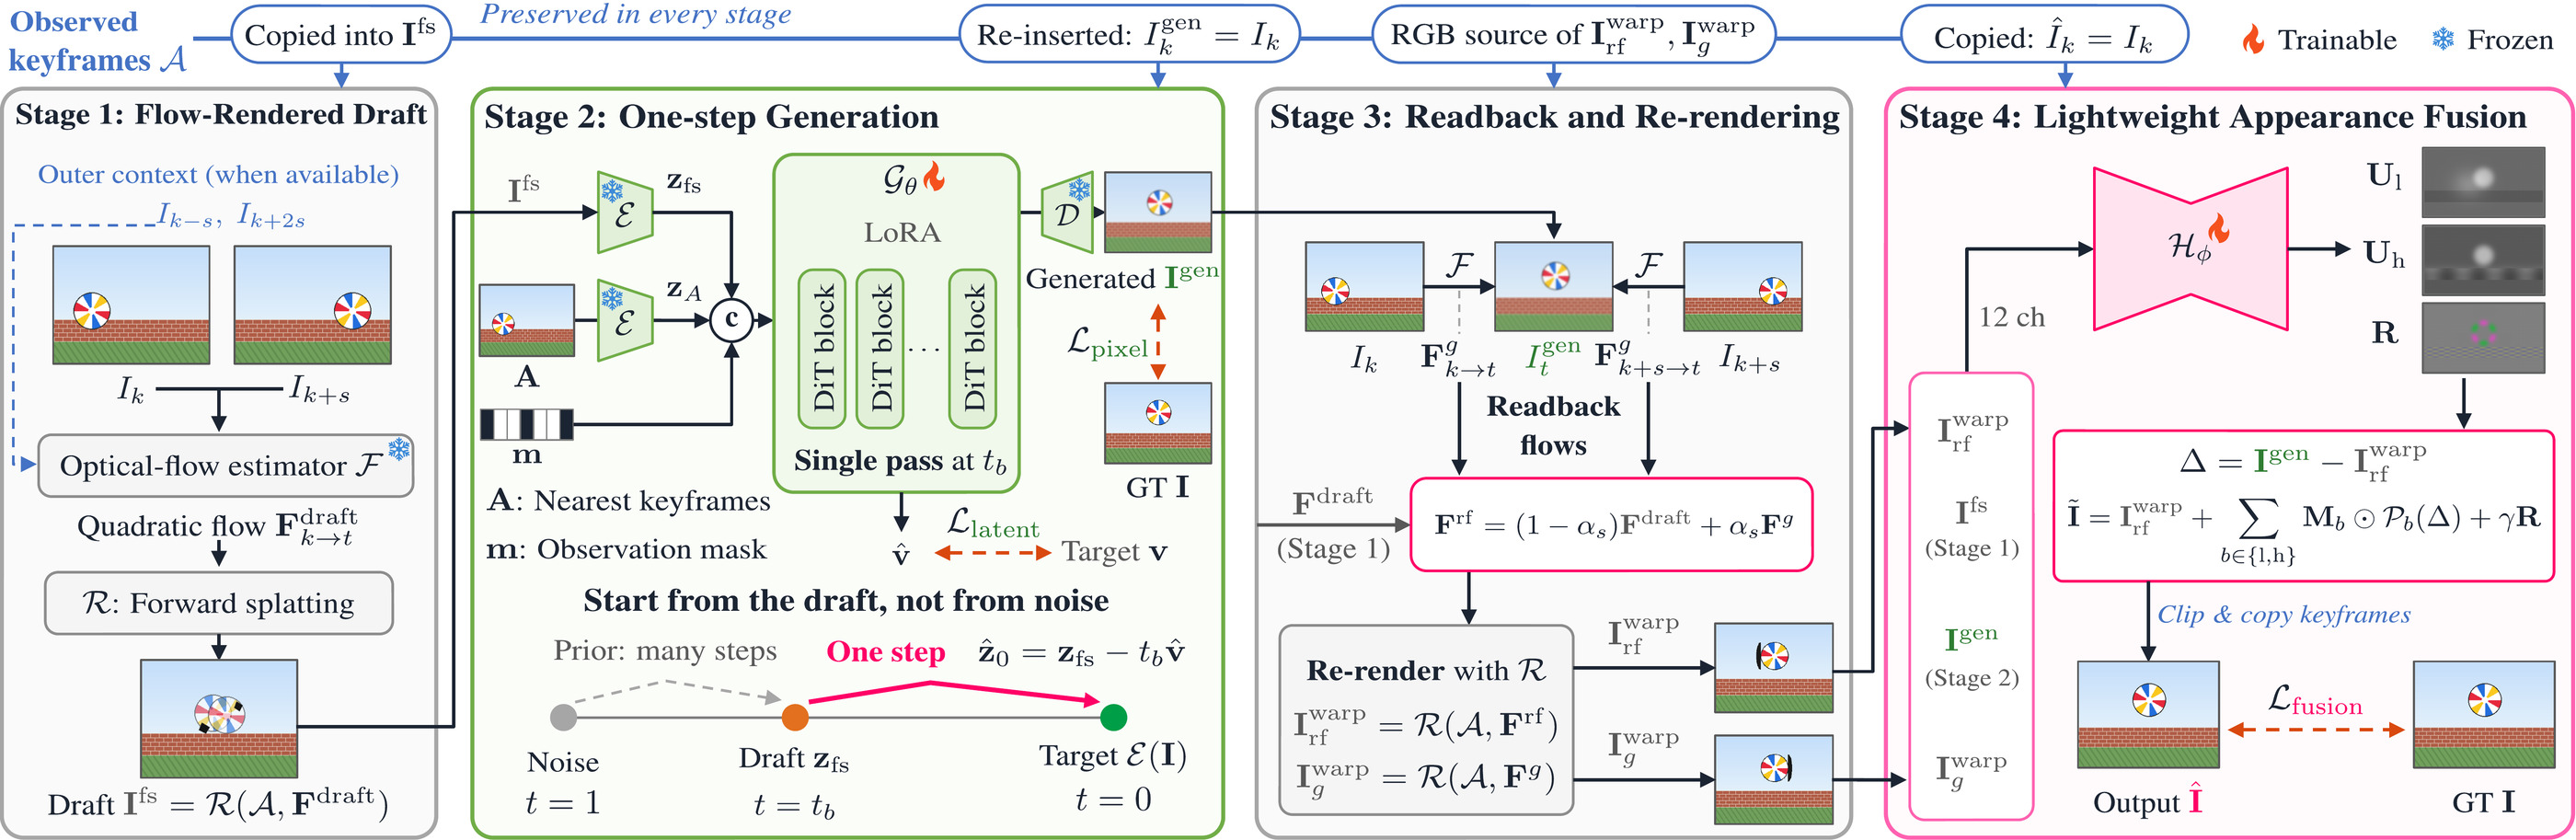 Observed
keyframes 𝒜
Copied into I^fs
Preserved in every stage
Re-inserted: I_k^gen = I_k
RGB source of I_rf^warp, I_g^warp
Copied: Î_k = I_k
Trainable
Frozen
Stage 1: Flow-Rendered Draft
Outer context (when available)
I_{k−s}, I_{k+2s}
I_k
I_{k+s}
Optical-flow estimator ℱ
Quadratic flow F_{k→t}^draft
ℛ: Forward splatting
Draft I^fs = ℛ(𝒜, F^draft)
Stage 2: One-step Generation
I^fs
ℰ
z_fs
A
ℰ
z_A
m
c
𝒢_θ
LoRA
DiT block
DiT block
...
DiT block
Single pass at t_b
𝒟
Generated I^gen
ℒ_pixel
GT I
A: Nearest keyframes
m: Observation mask
v̂
ℒ_latent
Target v
Start from the draft, not from noise
Prior: many steps
One step
ẑ_0 = z_fs − t_b v̂
Noise
t = 1
Draft z_fs
t = t_b
Target ℰ(I)
t = 0
Stage 3: Readback and Re-rendering
ℱ
ℱ
I_k
F_{k→t}^g
I_t^gen
F_{k+s→t}^g
I_{k+s}
Readback
flows
F^draft
(Stage 1)
F^rf = (1 − α_s)F^draft + α_s F^g
Re-render with ℛ
I_rf^warp = ℛ(𝒜, F^rf)
I_g^warp = ℛ(𝒜, F^g)
I_rf^warp
I_g^warp
Stage 4: Lightweight Appearance Fusion
12 ch
ℋ_ϕ
U_l
U_h
R
I_rf^warp
I^fs
(Stage 1)
I^gen
(Stage 2)
I_g^warp
Δ = I^gen − I_rf^warp
Ĩ = I_rf^warp + ∑_{b∈{l,h}} M_b ⊙ 𝒫_b(Δ) + γR
Clip & copy keyframes
Output Î
ℒ_fusion
GT I